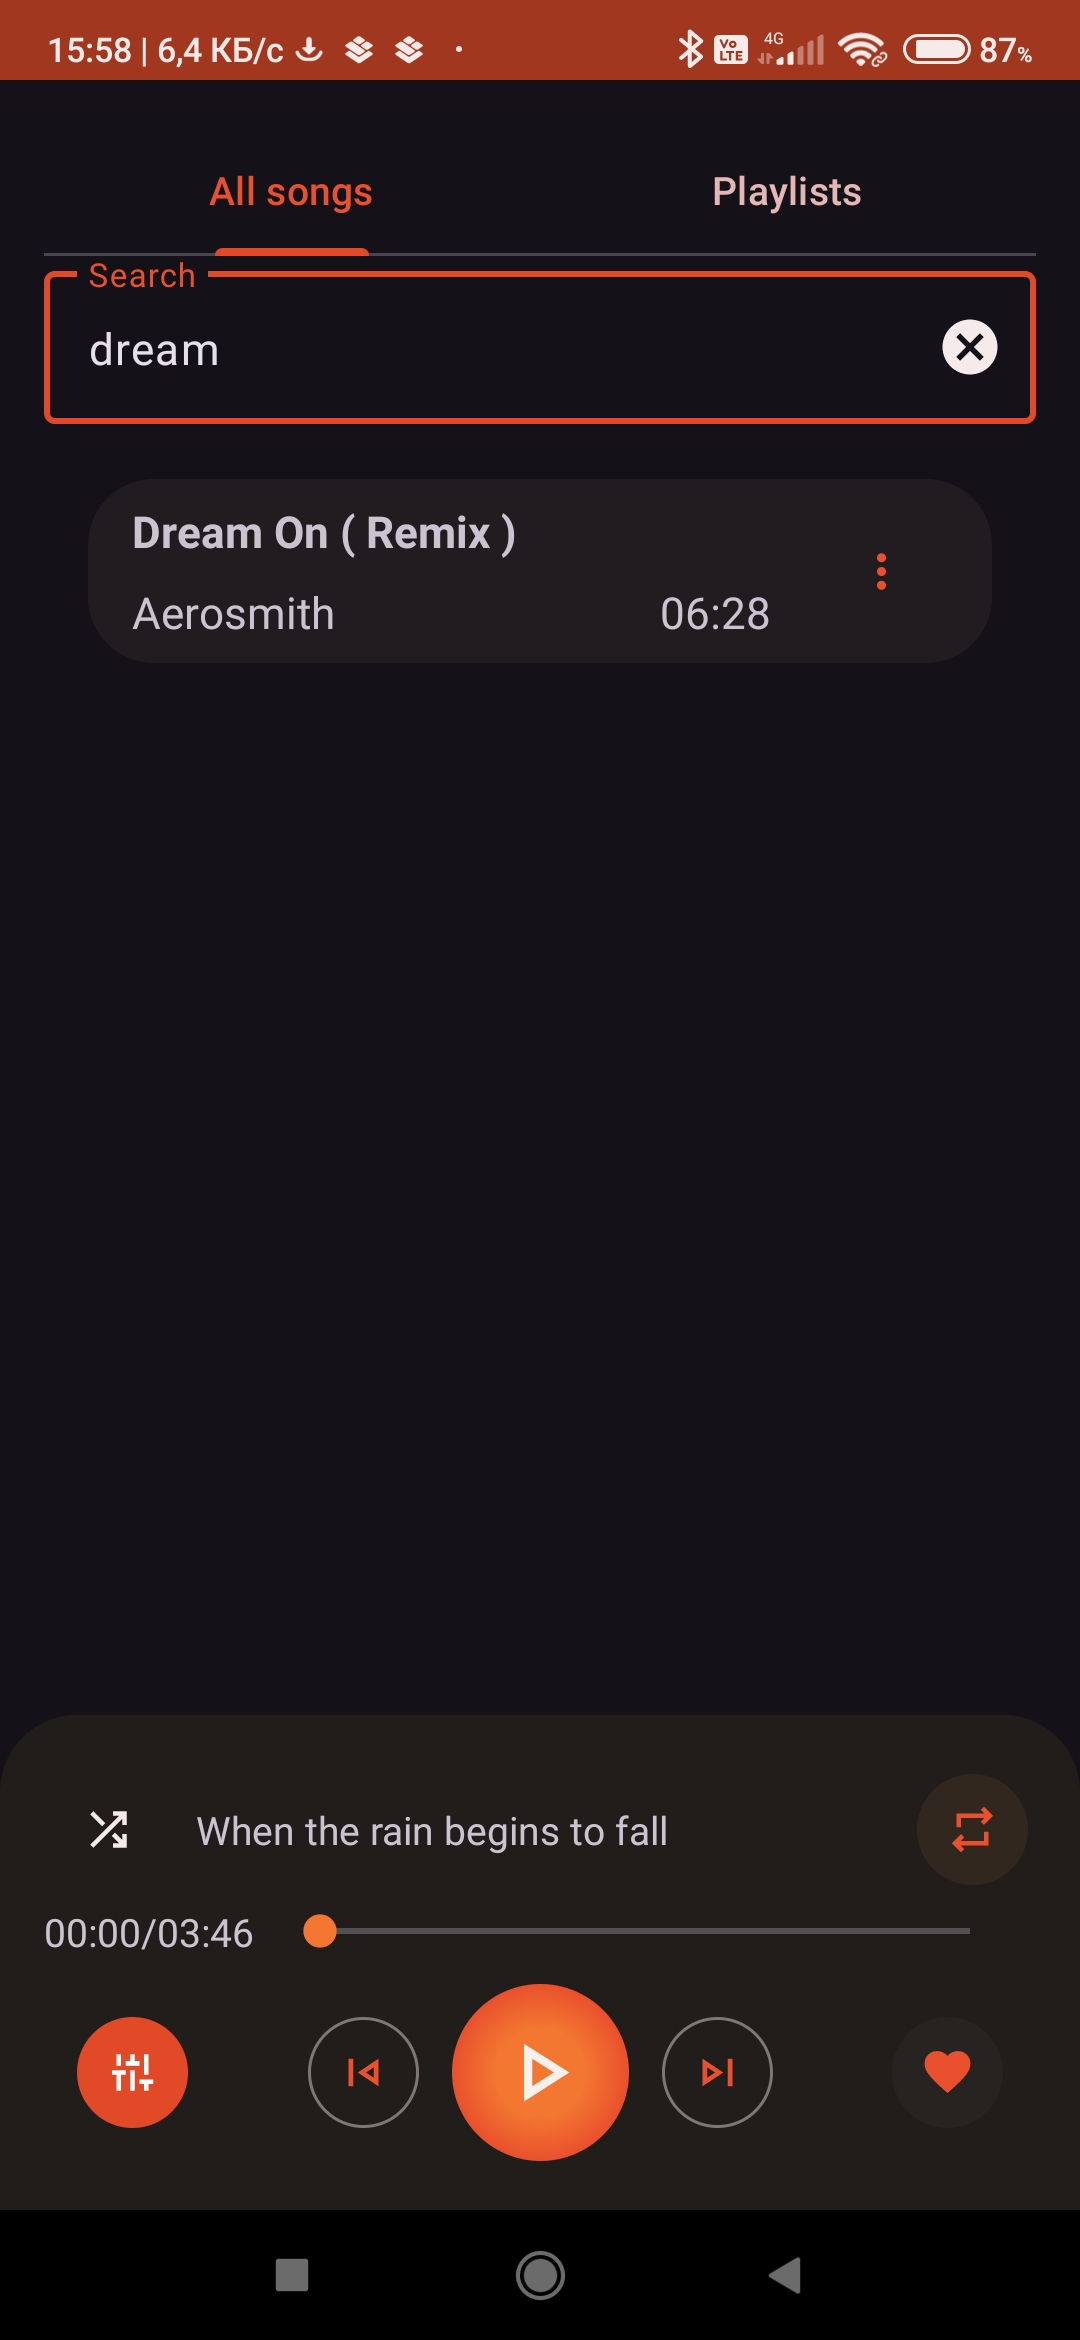 15:58 | 6,4 КБ/с Vo LTE 4G 87%
All songs Playlists
Search
dream
Dream On ( Remix )
Aerosmith 06:28
When the rain begins to fall
00:00/03:46